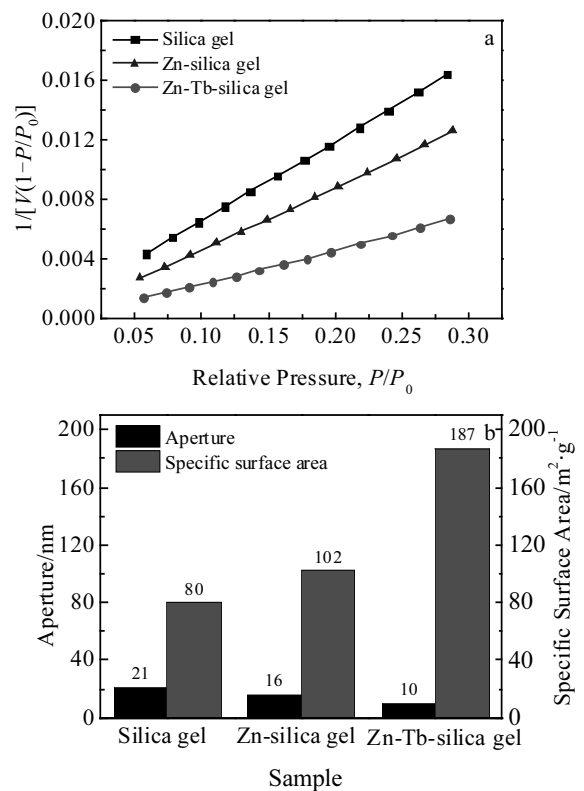 a
Silica gel
Zn-silica gel
Zn-Tb-silica gel
1/[V(1−P/P0)]
0.020
0.016
0.012
0.008
0.004
0.000
0.05 0.10 0.15 0.20 0.25 0.30
Relative Pressure, P/P0
b
Aperture
Specific surface area
Aperture/nm
200
160
120
80
40
0
21 80 16 102 10 187
200
160
120
80
40
0
Specific Surface Area/m²·g⁻¹
Silica gel Zn-silica gel Zn-Tb-silica gel
Sample